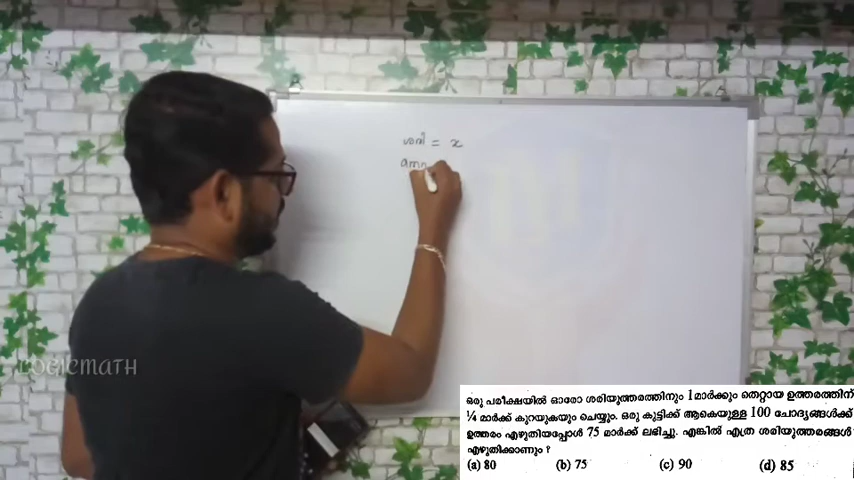 ശരി = x
LOGICMATH
ഒരു പരീക്ഷയിൽ ഓരോ ശരിയുത്തരത്തിനും 1മാർക്കും തെറ്റായ ഉത്തരത്തിന്
¼ മാർക്ക് കുറയുകയും ചെയ്യും. ഒരു കുട്ടിക്ക് ആകെയുള്ള 100 ചോദ്യങ്ങൾക്ക്
ഉത്തരം എഴുതിയപ്പോൾ 75 മാർക്ക് ലഭിച്ചു. എങ്കിൽ എത്ര ശരിയുത്തരങ്ങൾ
എഴുതിക്കാണും ?
(a) 80 (b) 75 (c) 90 (d) 85